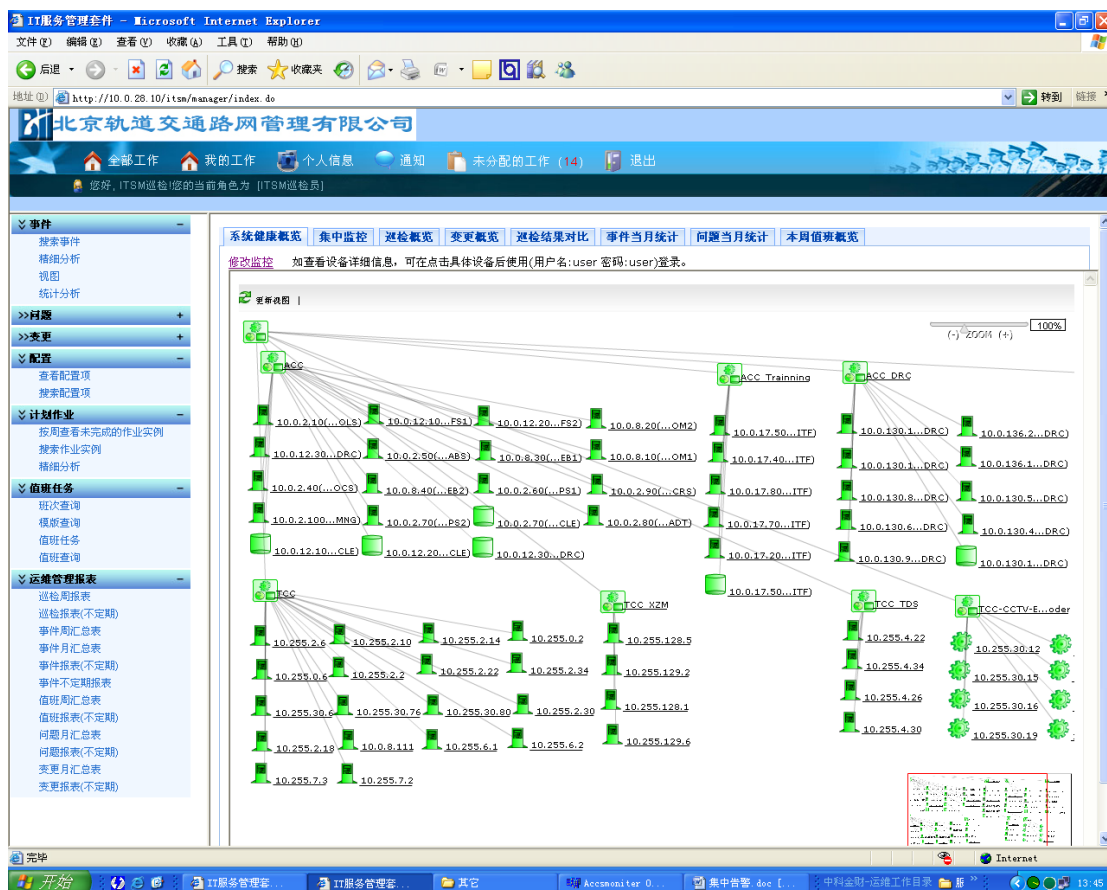 IT服务管理套件 - Microsoft Internet Explorer
文件(F) 编辑(E) 查看(V) 收藏(A) 工具(T) 帮助(H)
后退 搜索 收藏夹
地址(D) http://10.0.28.10/itsm/manager/index.do 转到 链接
北京轨道交通路网管理有限公司
全部工作 我的工作 个人信息 通知 未分配的工作 (14) 退出
您好, ITSM巡检!您的当前角色为 [ITSM巡检员]
事件
搜索事件
精细分析
视图
统计分析
>>问题 +
>>变更 +
配置
查看配置项
搜索配置项
计划作业
按周查看未完成的作业实例
搜索作业实例
精细分析
值班任务
班次查询
模版查询
值班任务
值班查询
运维管理报表
巡检周报表
巡检报表(不定期)
事件周汇总表
事件月汇总表
事件报表(不定期)
事件不定期报表
值班周汇总表
值班报表(不定期)
问题月汇总表
问题报表(不定期)
变更月汇总表
变更报表(不定期)
系统健康概览 集中监控 巡检概览 变更概览 巡检结果对比 事件当月统计 问题当月统计 本周值班概览
修改监控 如查看设备详细信息，可在点击具体设备后使用(用户名:user 密码:user)登录。
更新视图 |
(-) ZOOM (+) 100%
ACC
10.0.2.10(...OLS) 10.0.12.10...FS1) 10.0.12.20...FS2) 10.0.8.20(...OM2)
10.0.12.30...DRC) 10.0.2.50(...ABS) 10.0.8.30(...EB1) 10.0.8.10(...OM1)
10.0.2.40(...OCS) 10.0.8.40(...EB2) 10.0.2.60(...PS1) 10.0.2.90(...CRS)
10.0.2.100...MNG) 10.0.2.70(...PS2) 10.0.2.70(...CLE) 10.0.2.80(...ADT)
10.0.12.10...CLE) 10.0.12.20...CLE) 10.0.12.30...DRC)
ACC Trainning
10.0.17.50...ITF)
10.0.17.40...ITF)
10.0.17.80...ITF)
10.0.17.70...ITF)
10.0.17.20...ITF)
10.0.17.50...ITF)
ACC DRC
10.0.130.1...DRC) 10.0.136.2...DRC)
10.0.130.1...DRC) 10.0.136.1...DRC)
10.0.130.8...DRC) 10.0.130.5...DRC)
10.0.130.6...DRC) 10.0.130.4...DRC)
10.0.130.9...DRC) 10.0.130.1...DRC)
TCC
10.255.2.6 10.255.2.10 10.255.2.14 10.255.0.2
10.255.0.6 10.255.2.2 10.255.2.22 10.255.2.34
10.255.30.6 10.255.30.76 10.255.30.80 10.255.2.30
10.255.2.18 10.0.8.111 10.255.6.1 10.255.6.2
10.255.7.3 10.255.7.2
TCC XZM
10.255.128.5
10.255.129.2
10.255.128.1
10.255.129.6
TCC TDS
10.255.4.22
10.255.4.34
10.255.4.26
10.255.4.30
TCC-CCTV-E...oder
10.255.30.12
10.255.30.15
10.255.30.16
10.255.30.19
完毕 Internet
开始 IT服务管理套... IT服务管理套... 其它 Accsmoniter 0... 集中告警.doc [... 中科金财-运维工作目录 服 13:45